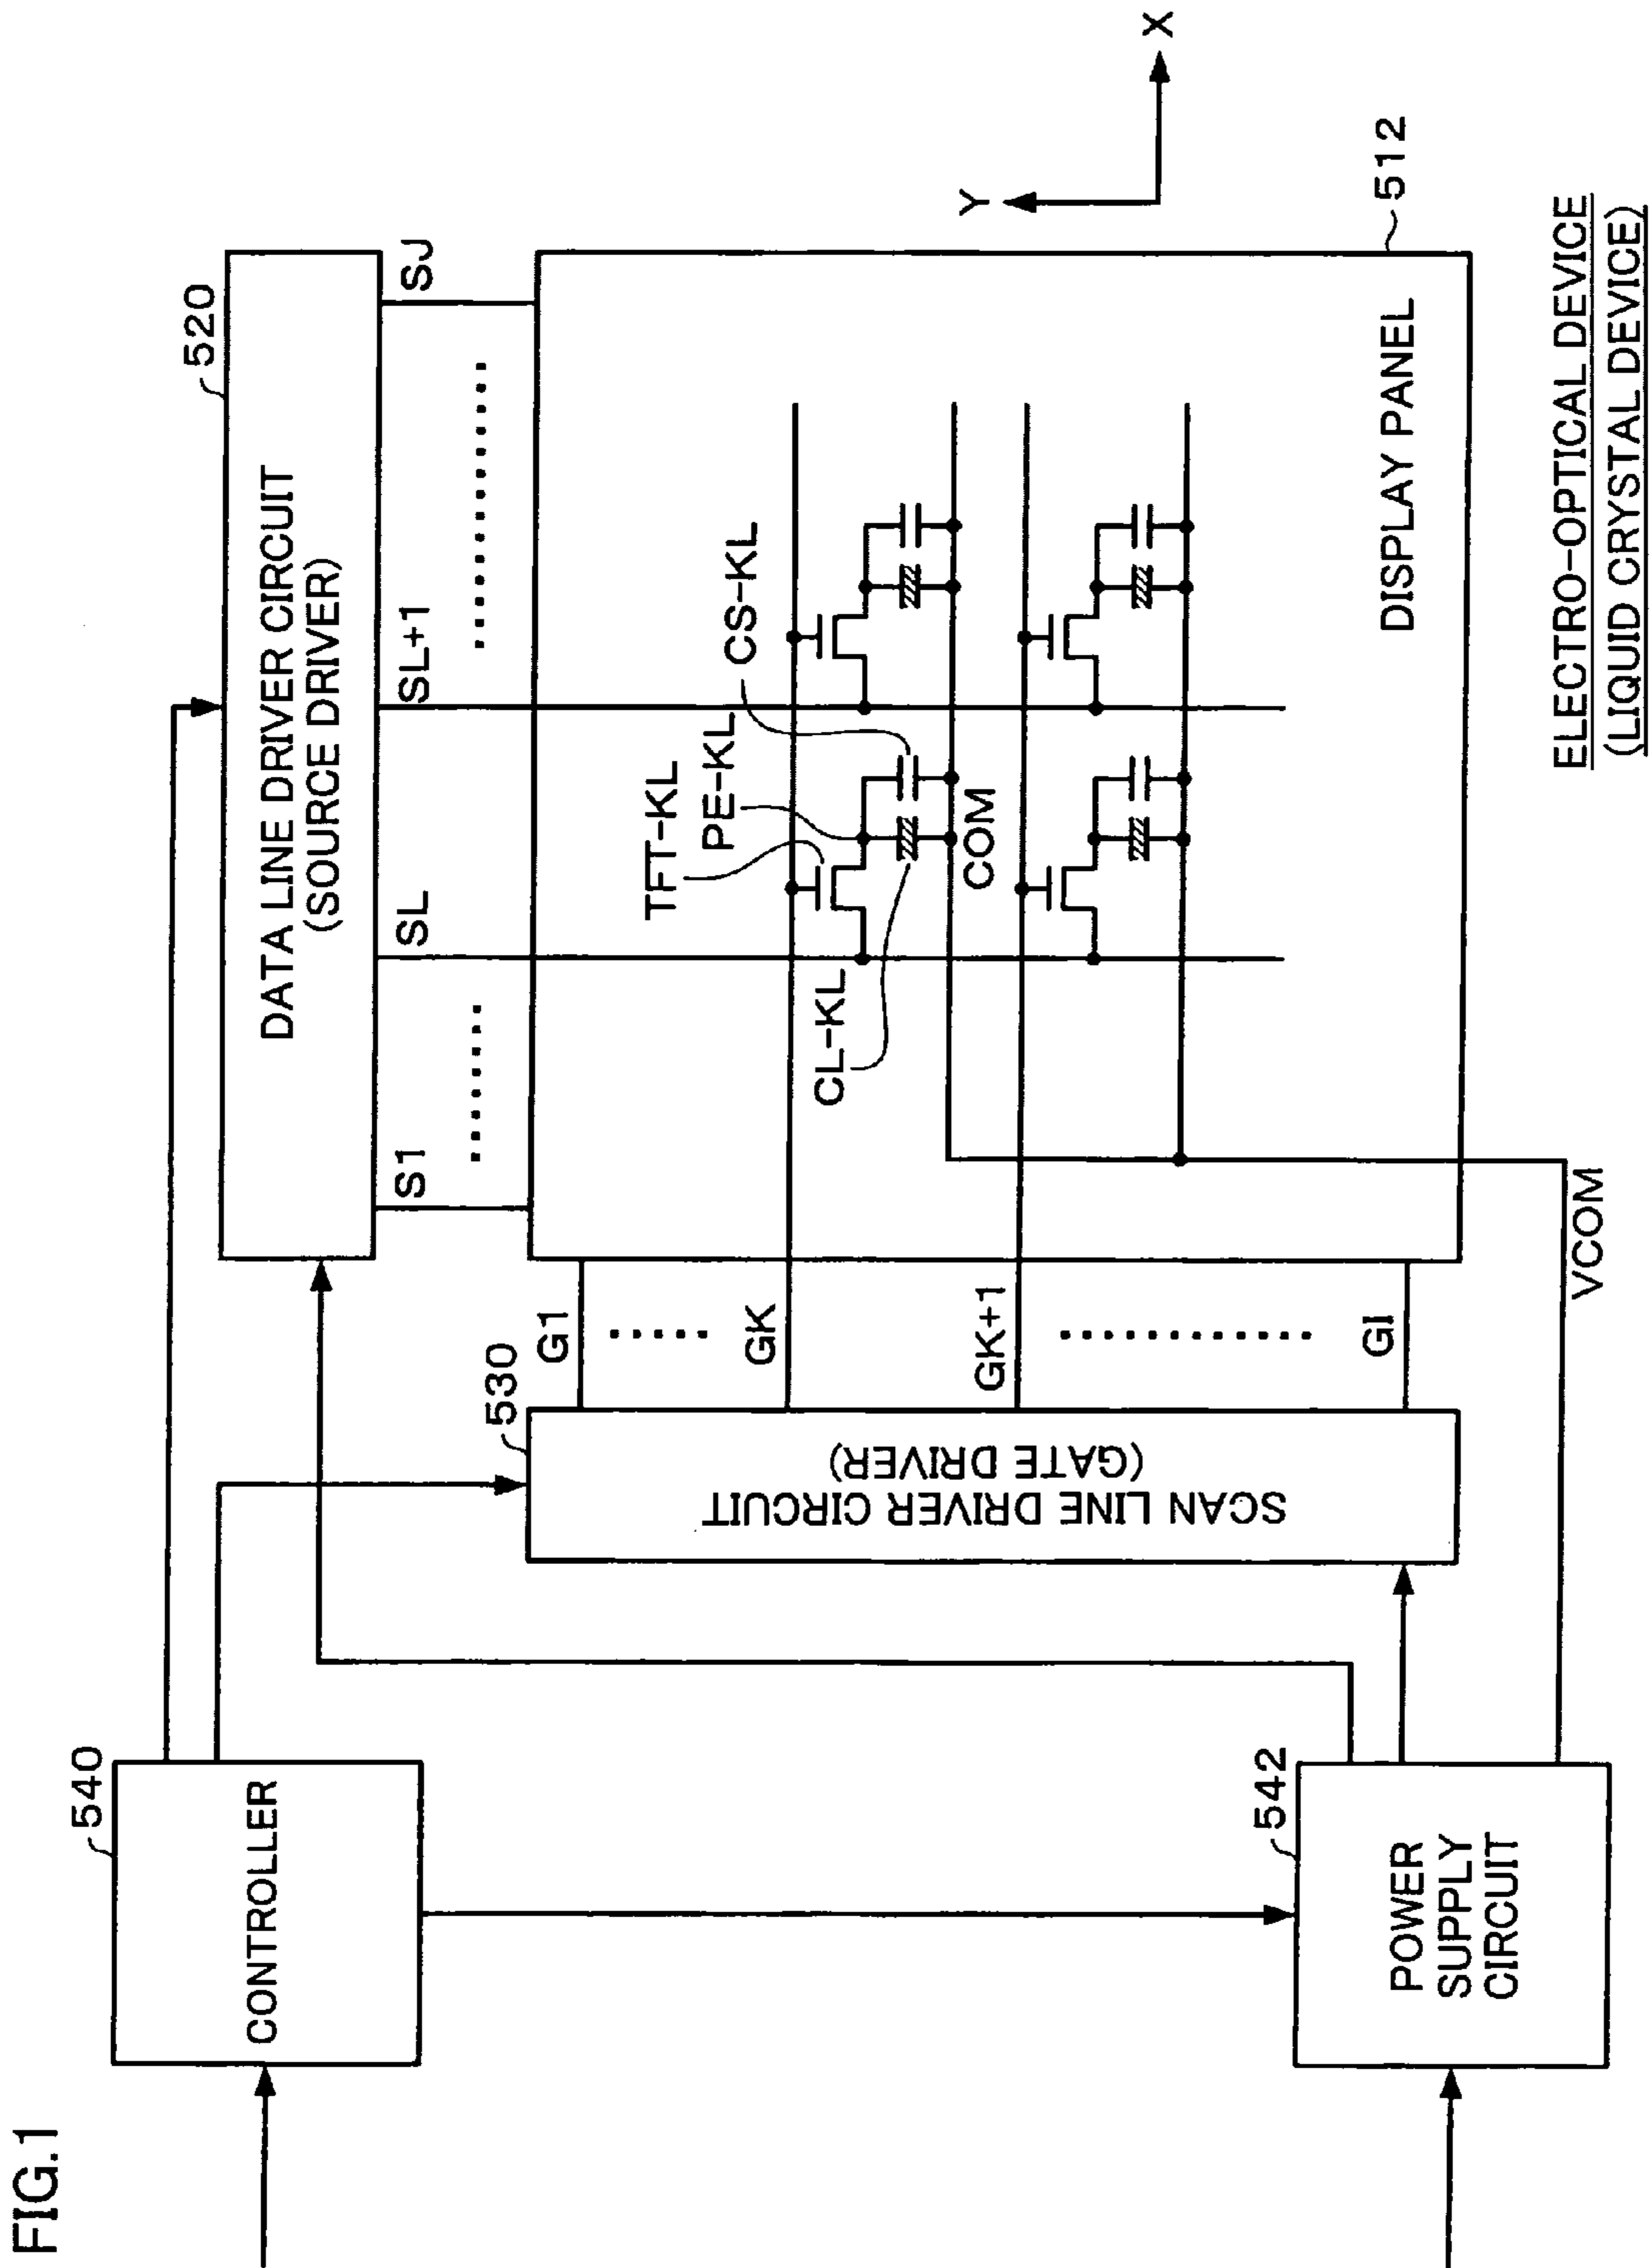 FIG.1
540
CONTROLLER
542
POWER
SUPPLY
CIRCUIT
520
DATA LINE DRIVER CIRCUIT
(SOURCE DRIVER)
530
SCAN LINE DRIVER CIRCUIT
(GATE DRIVER)
S1
SL
SL+1
SJ
G1
GK
GK+1
GI
TFT-KL
PE-KL
CS-KL
CL-KL
COM
VCOM
DISPLAY PANEL
512
Y
X
ELECTRO-OPTICAL DEVICE
(LIQUID CRYSTAL DEVICE)